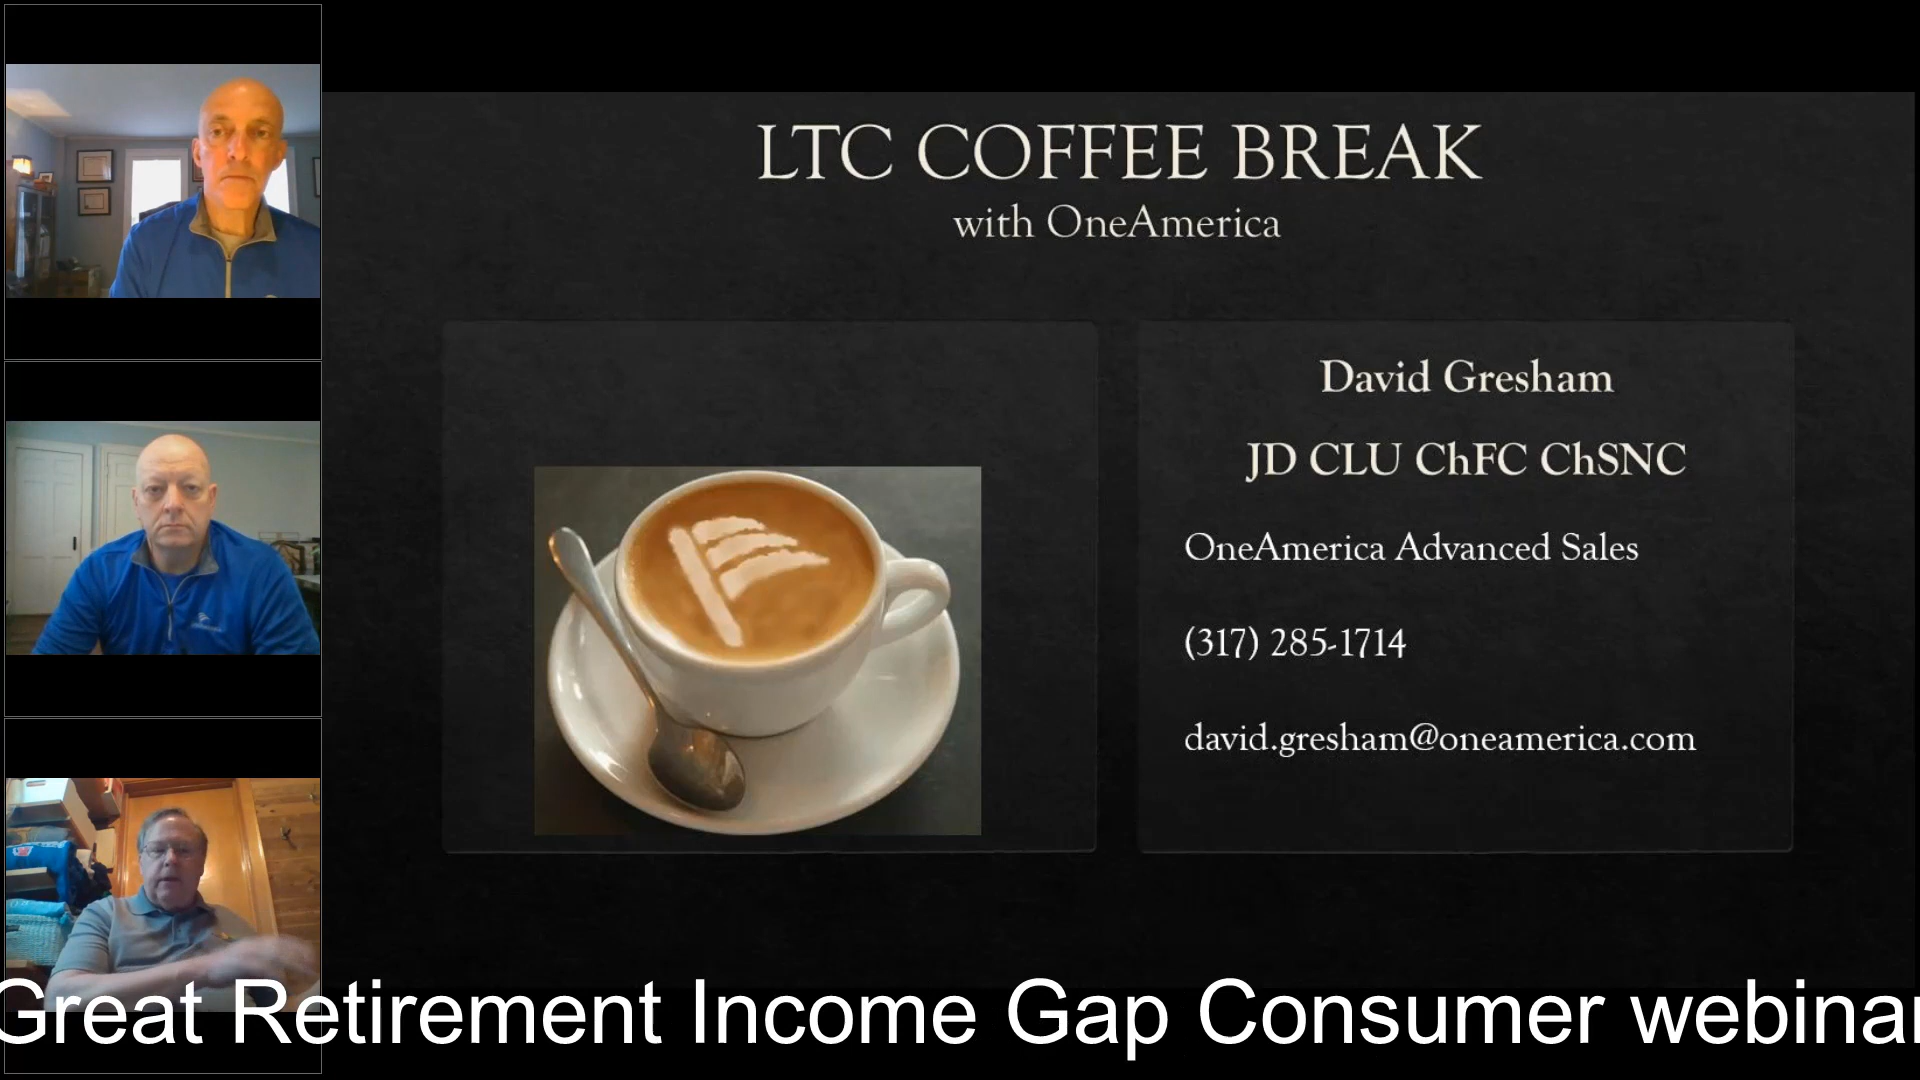 LTC COFFEE BREAK
with OneAmerica
David Gresham
JD CLU ChFC ChSNC
OneAmerica Advanced Sales
(317) 285-1714
david.gresham@oneamerica.com
Great Retirement Income Gap Consumer webinar